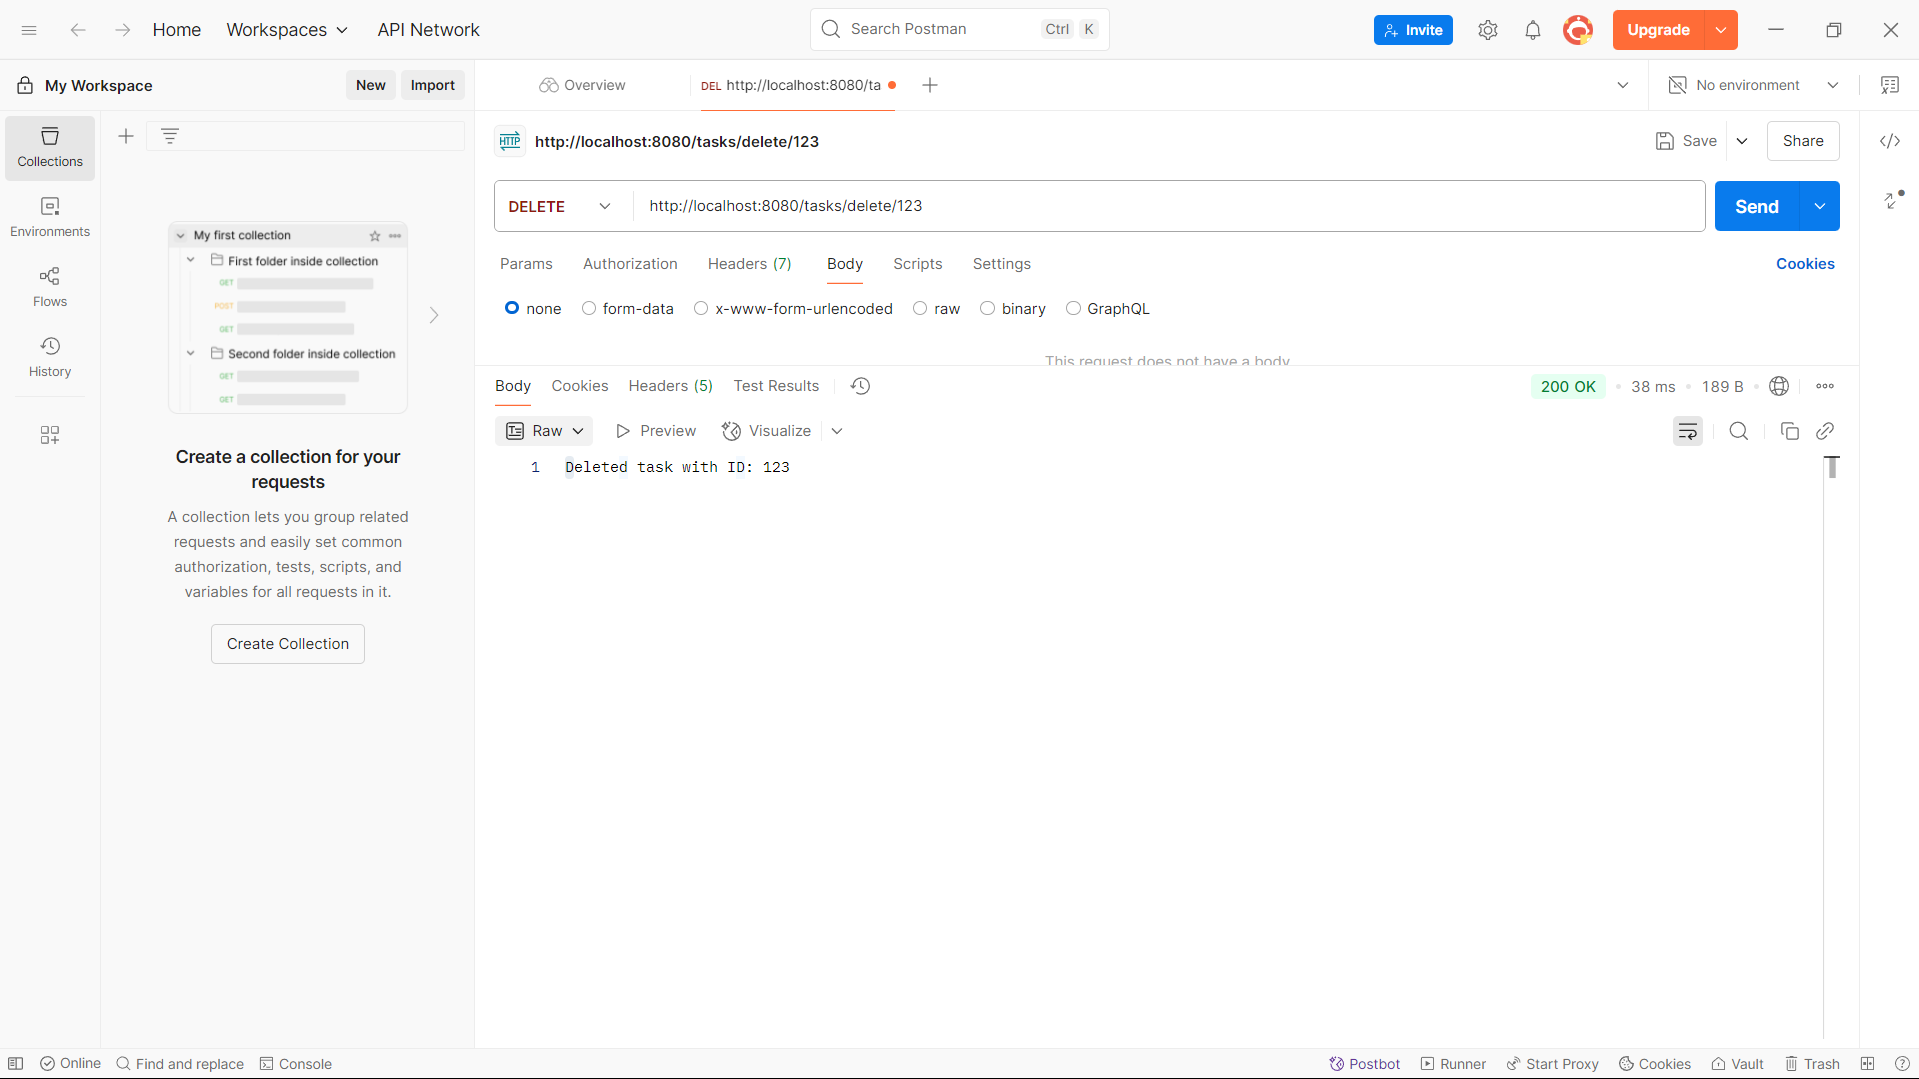 Home
Workspaces
API Network
Search Postman
Ctrl K
Invite
Upgrade
My Workspace
New
Import
Overview
DEL http://localhost:8080/ta
No environment
Collections
Environments
Flows
History
My first collection
First folder inside collection
GET
POST
GET
Second folder inside collection
GET
GET
Create a collection for your
requests
A collection lets you group related
requests and easily set common
authorization, tests, scripts, and
variables for all requests in it.
Create Collection
HTTP http://localhost:8080/tasks/delete/123
Save
Share
DELETE
http://localhost:8080/tasks/delete/123
Send
Params Authorization Headers (7) Body Scripts Settings
Cookies
none form-data x-www-form-urlencoded raw binary GraphQL
This request does not have a body
Body Cookies Headers (5) Test Results
200 OK • 38 ms • 189 B
Raw Preview Visualize
1 Deleted task with ID: 123
Online Find and replace Console
Postbot Runner Start Proxy Cookies Vault Trash